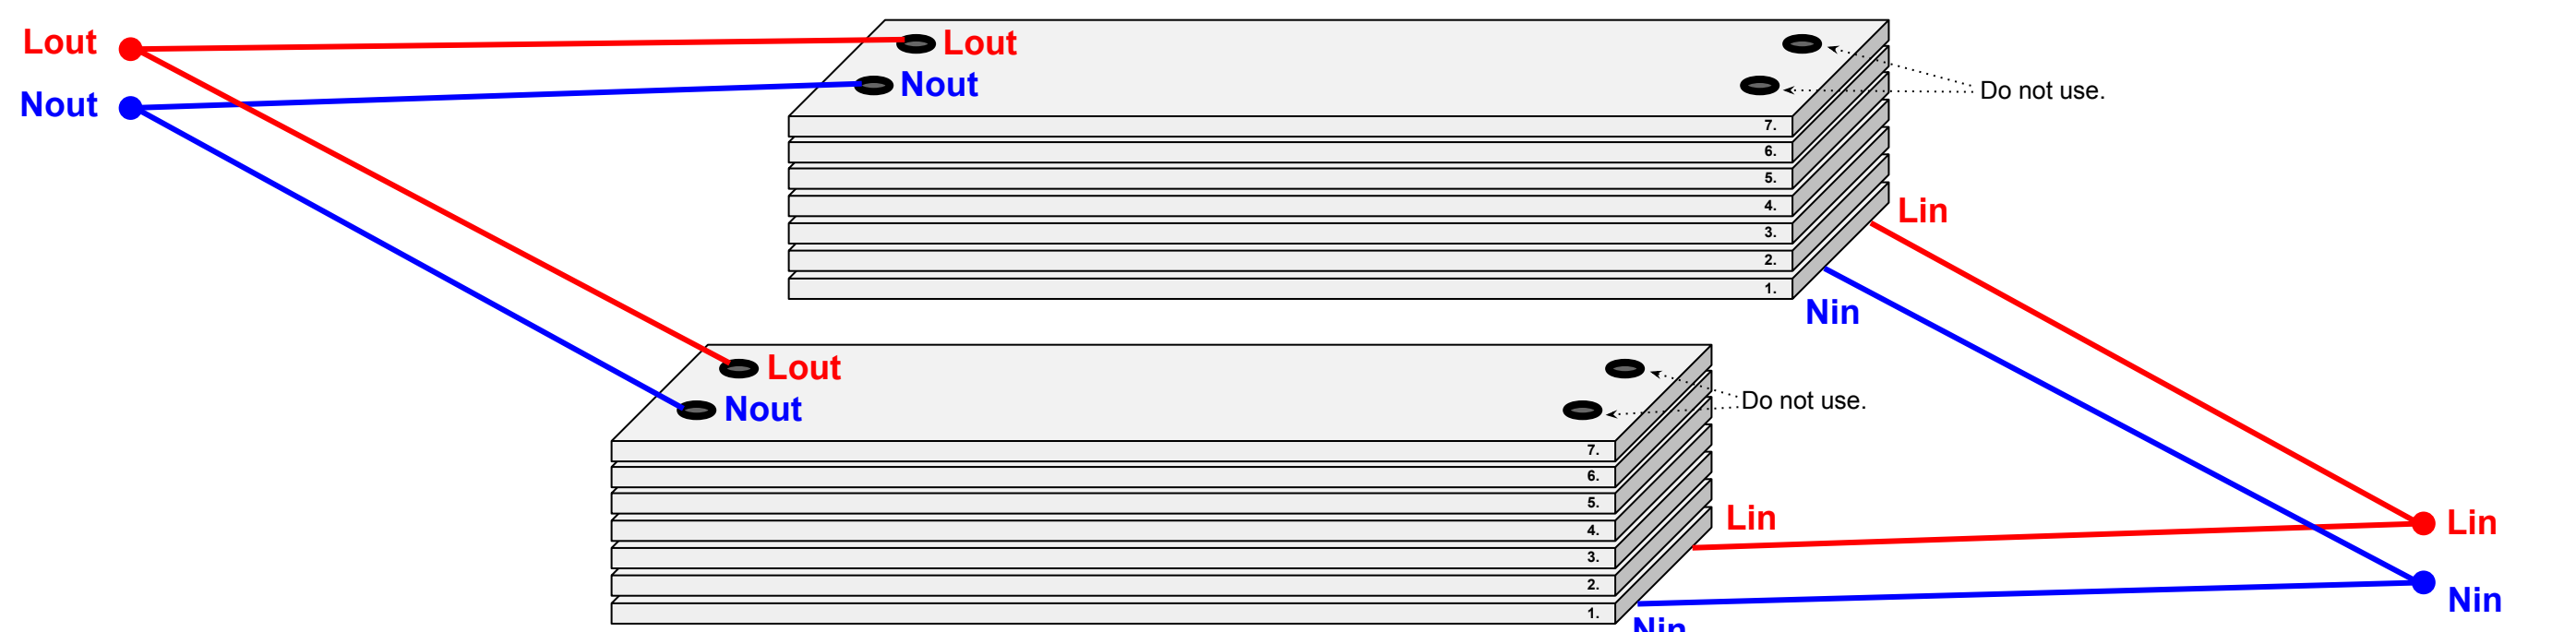 Lout
Nout
Lout
Nout
Do not use.
7.
6.
5.
4.
3.
2.
1.
Lin
Nin
Lout
Nout
Do not use.
7.
6.
5.
4.
3.
2.
1.
Lin
Nin
Lin
Nin